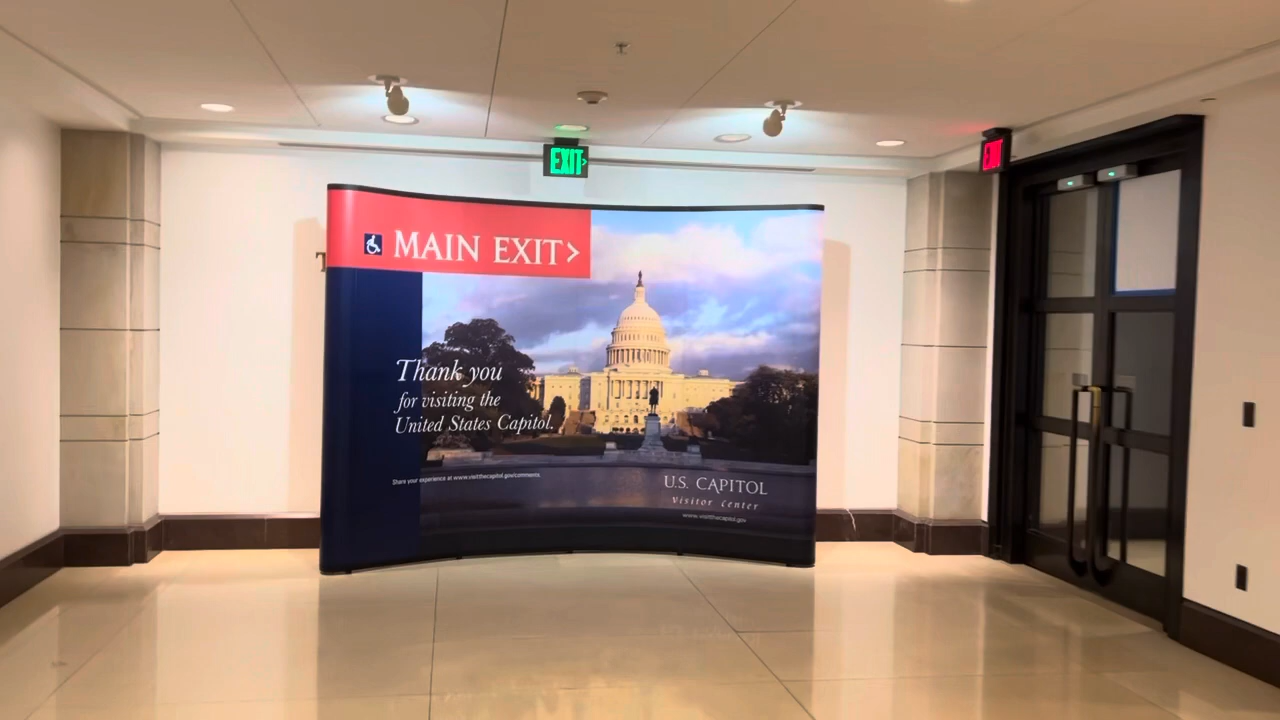 EXIT
EXIT
T
MAIN EXIT>
Thank you
for visiting the
United States Capitol.
Share your experience at www.visitthecapitol.gov/comments.
U.S. CAPITOL
Visitor Center
www.visitthecapitol.gov